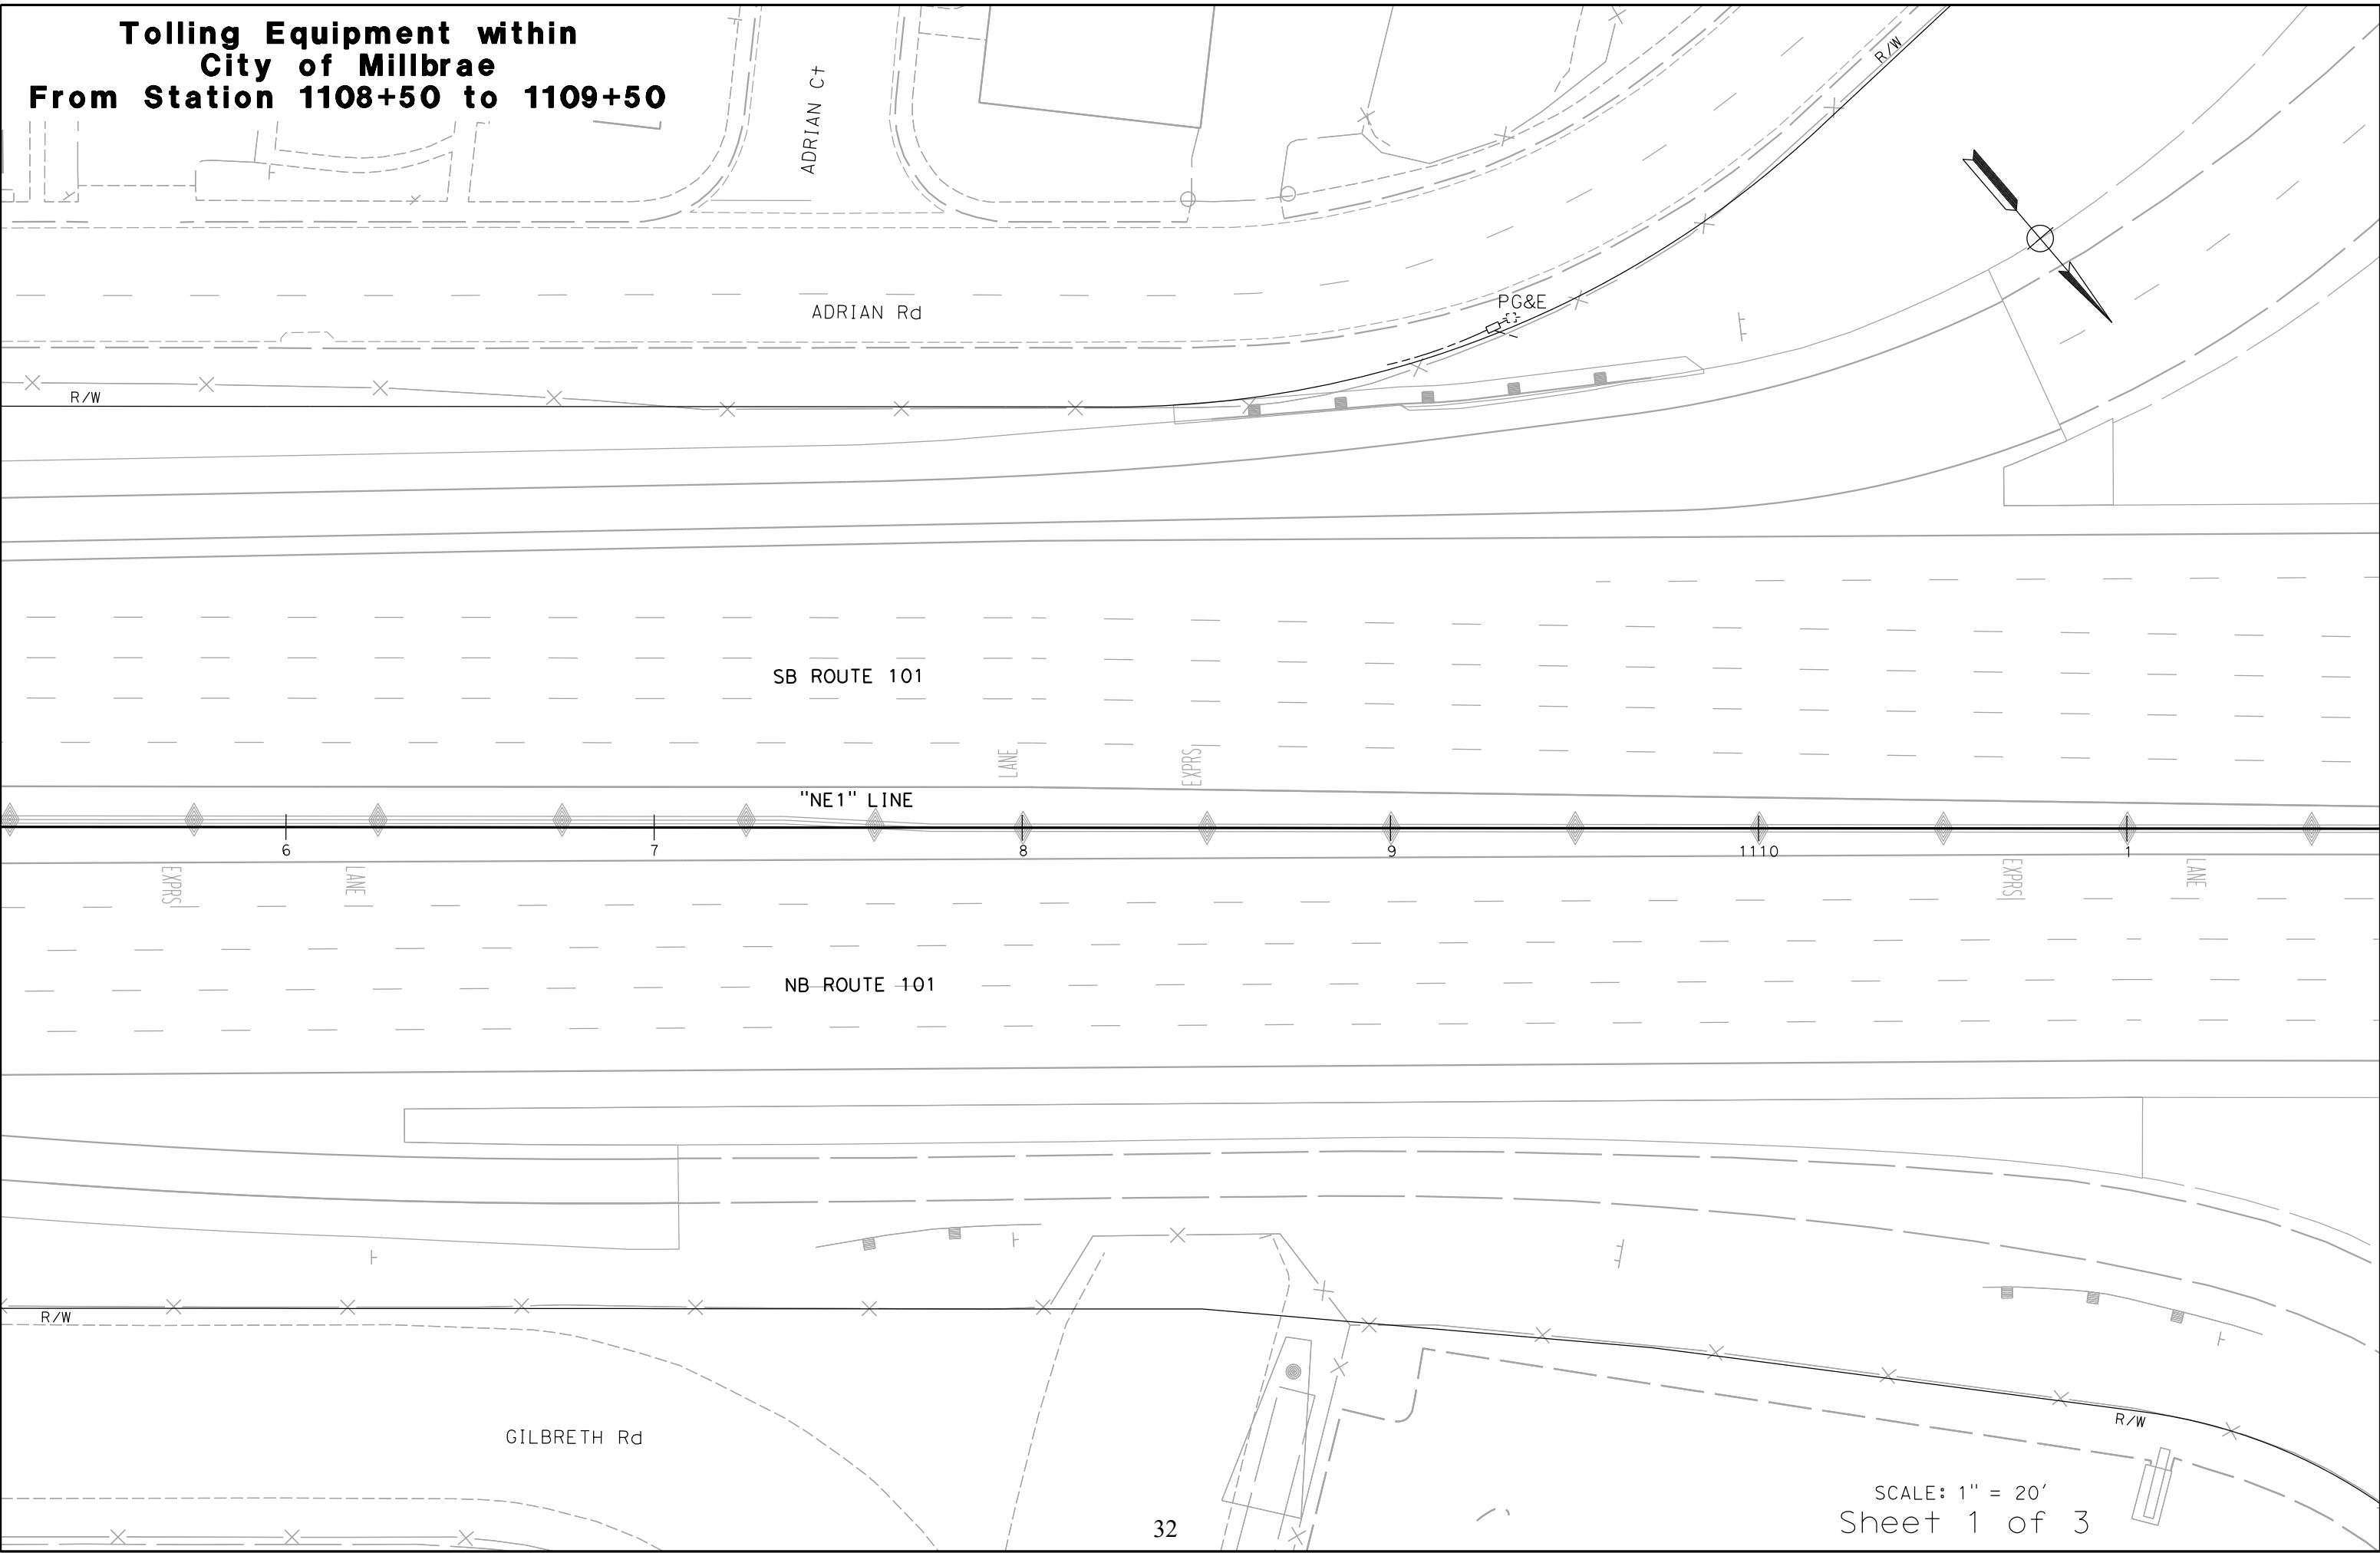 Tolling Equipment within
City of Millbrae
From Station 1108+50 to 1109+50
ADRIAN Ct
R/W
PG&E
ADRIAN Rd
R/W
SB ROUTE 101
LANE
EXPRS
"NE1" LINE
6
7
8
9
1110
1
EXPRS
LANE
EXPRS
LANE
NB ROUTE 101
R/W
R/W
GILBRETH Rd
SCALE: 1" = 20'
Sheet 1 of 3
32